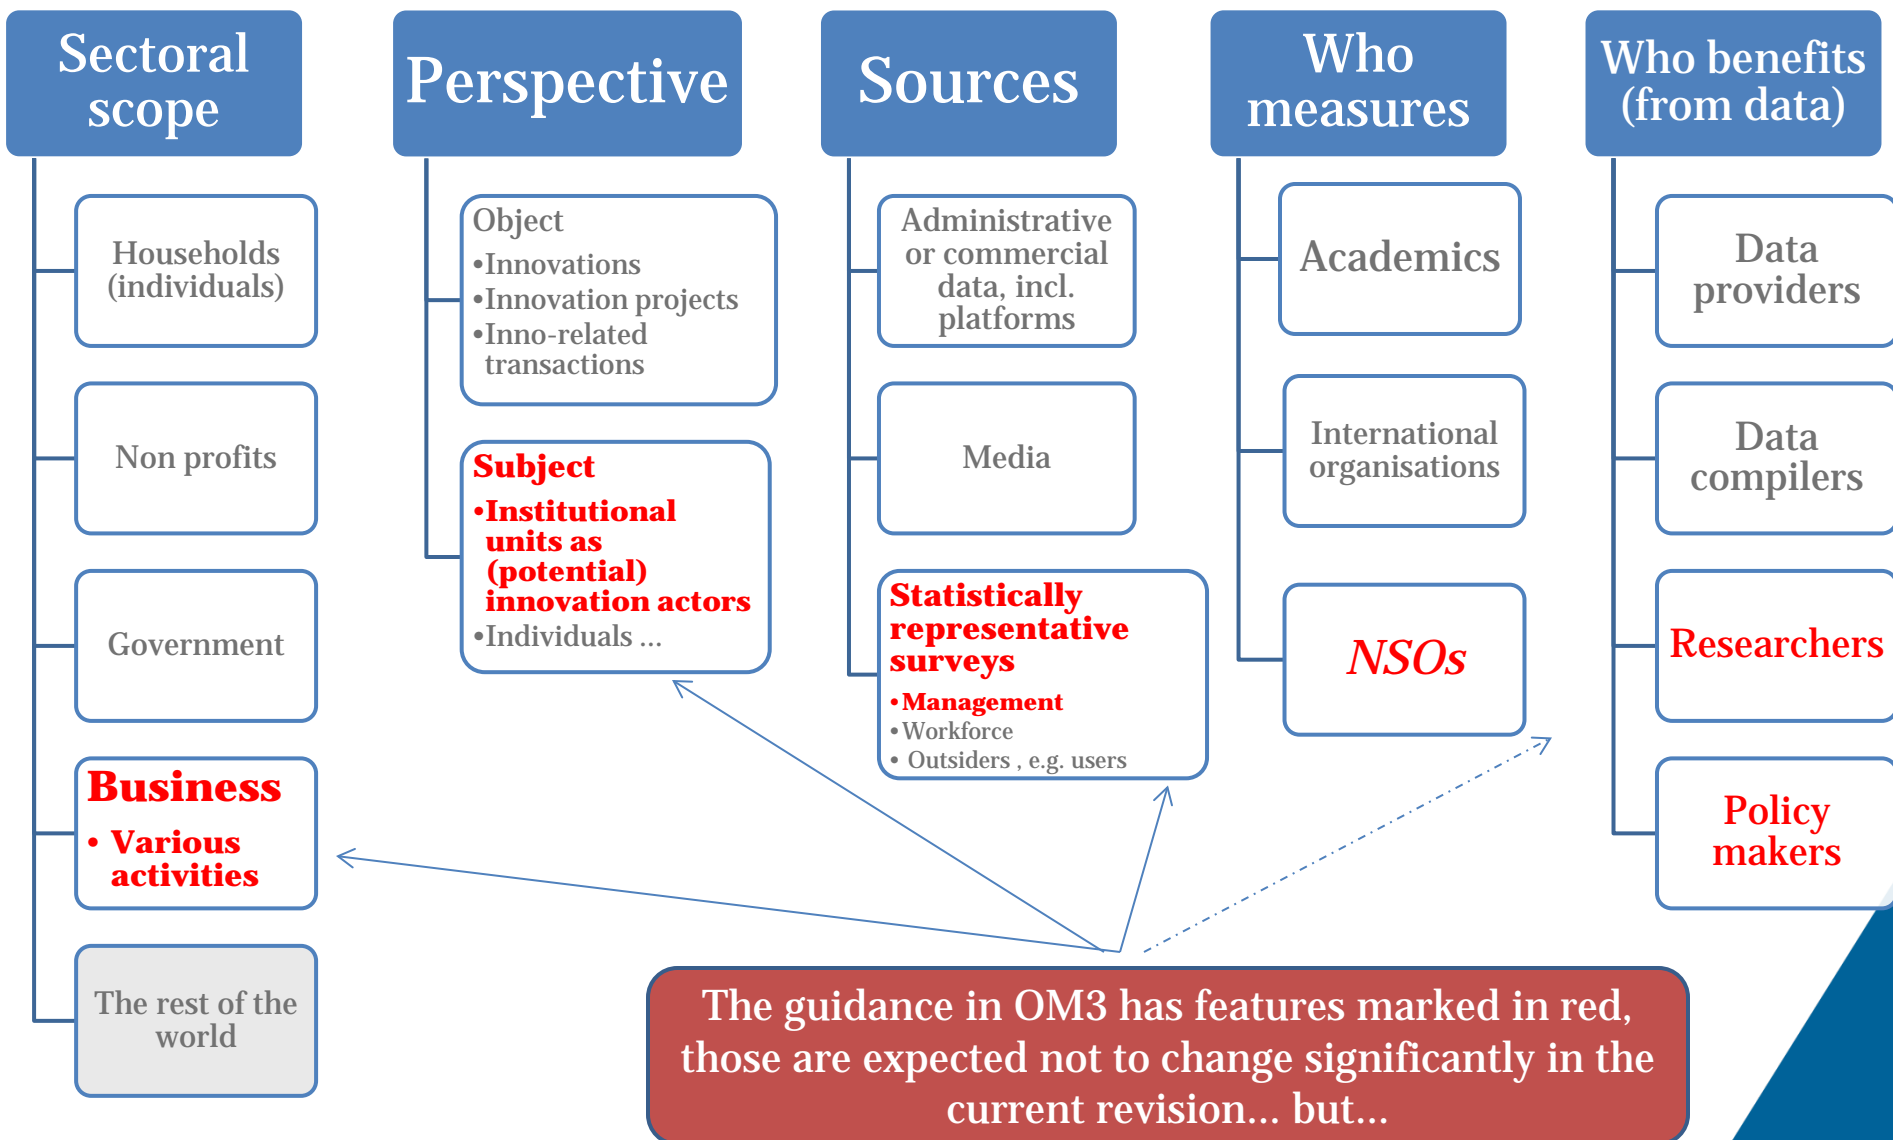 Sectoral
scope
Households
(individuals)
Non profits
Government
Business
• Various
activities
The rest of the
world
Perspective
Object
•Innovations
•Innovation projects
•Inno-related
transactions
Subject
•Institutional
units as
(potential)
innovation actors
•Individuals ...
Sources
Administrative
or commercial
data, incl.
platforms
Media
Statistically
representative
surveys
•Management
•Workforce
• Outsiders , e.g. users
Who
measures
Academics
International
organisations
NSOs
Who benefits
(from data)
Data
providers
Data
compilers
Researchers
Policy
makers
The guidance in OM3 has features marked in red,
those are expected not to change significantly in the
current revision... but...